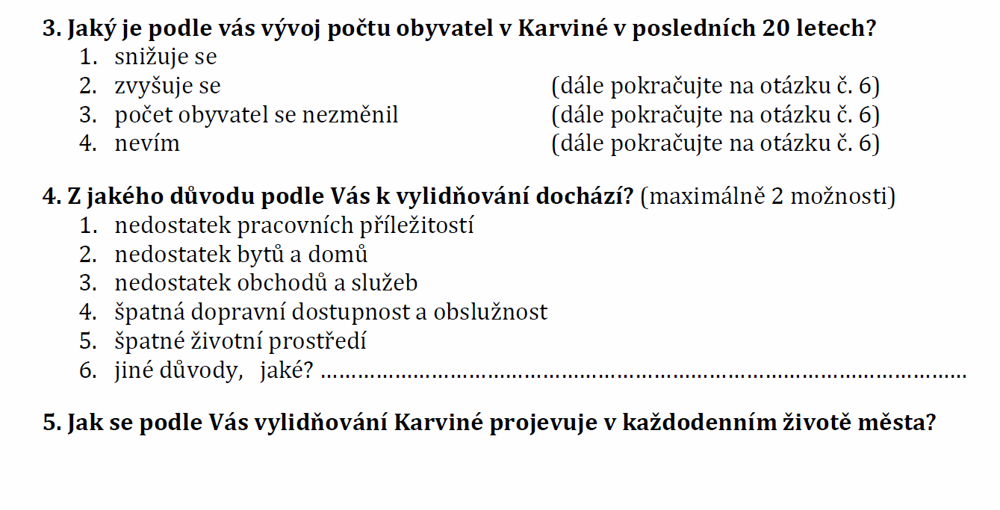 3. Jaký je podle vás vývoj počtu obyvatel v Karviné v posledních 20 letech?
1. snižuje se
2. zvyšuje se (dále pokračujte na otázku č. 6)
3. počet obyvatel se nezměnil (dále pokračujte na otázku č. 6)
4. nevím (dále pokračujte na otázku č. 6)
4. Z jakého důvodu podle Vás k vylidňování dochází? (maximálně 2 možnosti)
1. nedostatek pracovních příležitostí
2. nedostatek bytů a domů
3. nedostatek obchodů a služeb
4. špatná dopravní dostupnost a obslužnost
5. špatné životní prostředí
6. jiné důvody, jaké? ……………………………………………………………………………………………
5. Jak se podle Vás vylidňování Karviné projevuje v každodenním životě města?